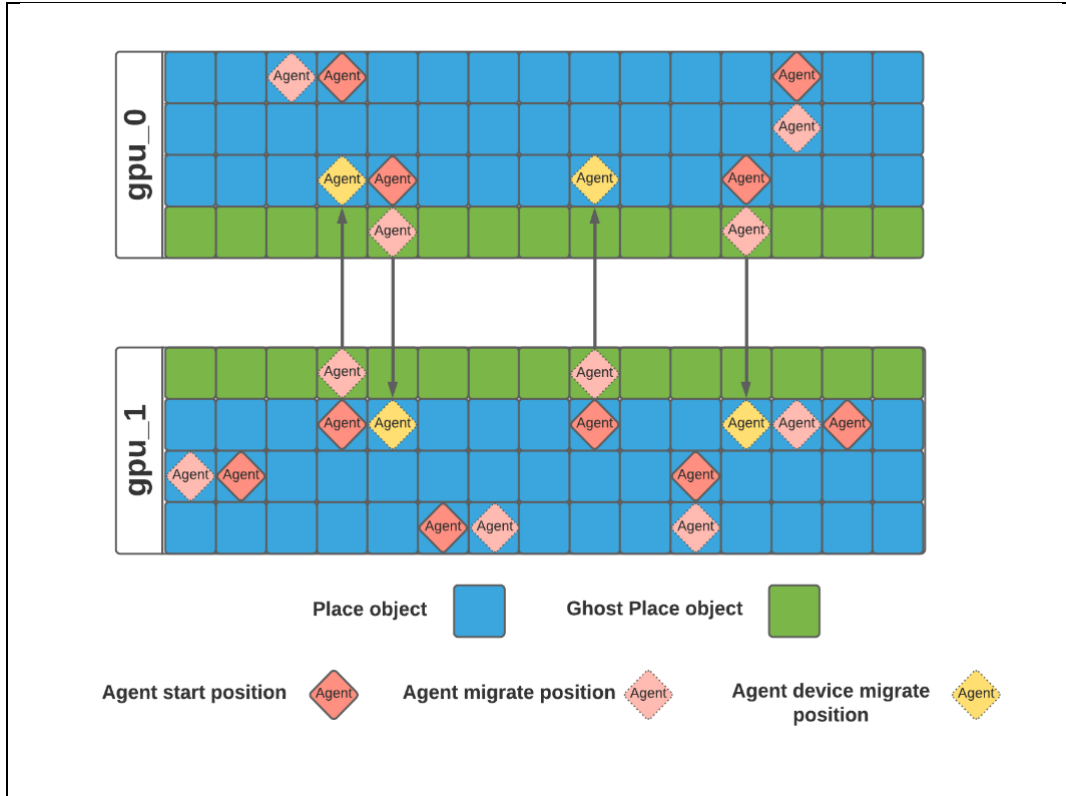 gpu_0
Agent Agent Agent
Agent
Agent Agent Agent Agent
Agent Agent
gpu_1
Agent Agent
Agent Agent Agent Agent Agent Agent
Agent Agent Agent
Agent Agent Agent
Place object
Ghost Place object
Agent start position Agent
Agent migrate position Agent
Agent device migrate
position
Agent